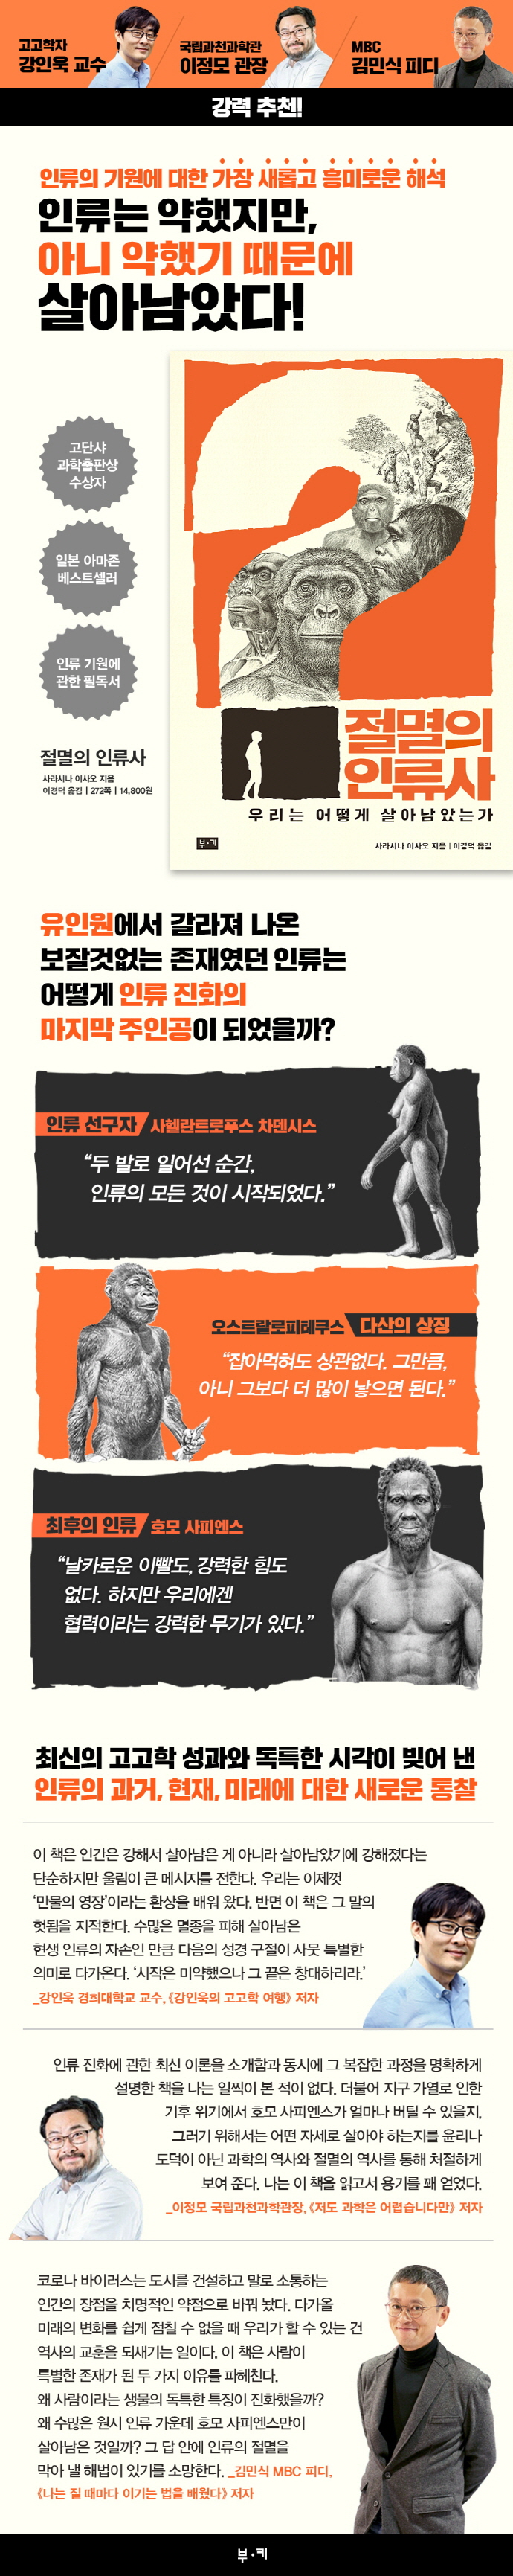 고고학자
강인욱 교수
국립과천과학관
이정모 관장
MBC
김민식 피디
강력 추천!
인류의 기원에 대한 가장 새롭고 흥미로운 해석
인류는 약했지만,
아니 약했기 때문에
살아남았다!
고단샤
과학출판상
수상자
일본 아마존
베스트셀러
인류 기원에
관한 필독서
절멸의 인류사
사라시나 이사오 지음
이경덕 옮김 | 272쪽 | 14,800원
절멸의
인류사
우리는 어떻게 살아남았는가
부·키
사라시나 이사오 지음 | 이경덕 옮김
유인원에서 갈라져 나온
보잘것없는 존재였던 인류는
어떻게 인류 진화의
마지막 주인공이 되었을까?
인류 선구자 사헬란트로푸스 차덴시스
“두 발로 일어선 순간,
인류의 모든 것이 시작되었다.”
오스트랄로피테쿠스 다산의 상징
“잡아먹혀도 상관없다. 그만큼,
아니 그보다 더 많이 낳으면 된다.”
최후의 인류 호모 사피엔스
“날카로운 이빨도, 강력한 힘도
없다. 하지만 우리에겐
협력이라는 강력한 무기가 있다.”
최신의 고고학 성과와 독특한 시각이 빚어 낸
인류의 과거, 현재, 미래에 대한 새로운 통찰
이 책은 인간은 강해서 살아남은 게 아니라 살아남았기에 강해졌다는
단순하지만 울림이 큰 메시지를 전한다. 우리는 이제껏
‘만물의 영장’이라는 환상을 배워 왔다. 반면 이 책은 그 말의
헛됨을 지적한다. 수많은 멸종을 피해 살아남은
현생 인류의 자손인 만큼 다음의 성경 구절이 사뭇 특별한
의미로 다가온다. ‘시작은 미약했으나 그 끝은 창대하리라.’
_강인욱 경희대학교 교수, 《강인욱의 고고학 여행》 저자
인류 진화에 관한 최신 이론을 소개함과 동시에 그 복잡한 과정을 명확하게
설명한 책을 나는 일찍이 본 적이 없다. 더불어 지구 가열로 인한
기후 위기에서 호모 사피엔스가 얼마나 버틸 수 있을지,
그러기 위해서는 어떤 자세로 살아야 하는지를 윤리나
도덕이 아닌 과학의 역사와 절멸의 역사를 통해 처절하게
보여 준다. 나는 이 책을 읽고서 용기를 꽤 얻었다.
_이정모 국립과천과학관장, 《저도 과학은 어렵습니다만》 저자
코로나 바이러스는 도시를 건설하고 말로 소통하는
인간의 장점을 치명적인 약점으로 바꿔 놨다. 다가올
미래의 변화를 쉽게 점칠 수 없을 때 우리가 할 수 있는 건
역사의 교훈을 되새기는 일이다. 이 책은 사람이
특별한 존재가 된 두 가지 이유를 파헤친다.
왜 사람이라는 생물의 독특한 특징이 진화했을까?
왜 수많은 원시 인류 가운데 호모 사피엔스만이
살아남은 것일까? 그 답 안에 인류의 절멸을
막아 낼 해법이 있기를 소망한다. _김민식 MBC 피디,
《나는 질 때마다 이기는 법을 배웠다》 저자
부·키